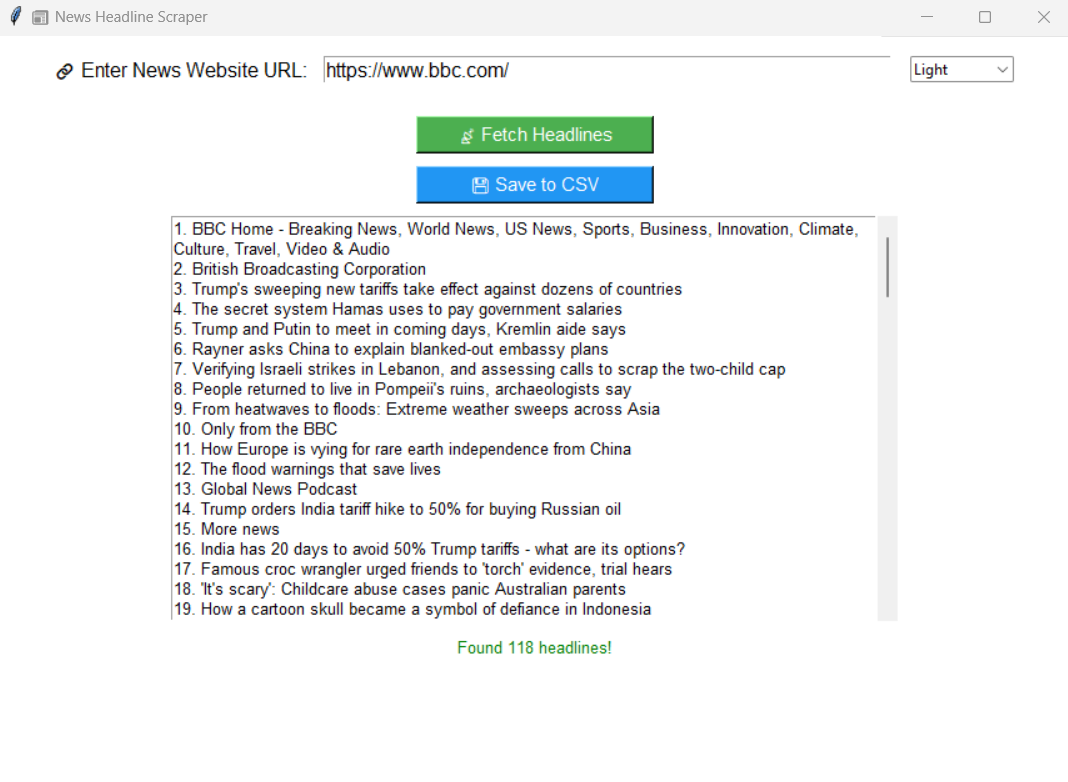 News Headline Scraper
Enter News Website URL: https://www.bbc.com/ Light
Fetch Headlines
Save to CSV
1. BBC Home - Breaking News, World News, US News, Sports, Business, Innovation, Climate,
Culture, Travel, Video & Audio
2. British Broadcasting Corporation
3. Trump's sweeping new tariffs take effect against dozens of countries
4. The secret system Hamas uses to pay government salaries
5. Trump and Putin to meet in coming days, Kremlin aide says
6. Rayner asks China to explain blanked-out embassy plans
7. Verifying Israeli strikes in Lebanon, and assessing calls to scrap the two-child cap
8. People returned to live in Pompeii's ruins, archaeologists say
9. From heatwaves to floods: Extreme weather sweeps across Asia
10. Only from the BBC
11. How Europe is vying for rare earth independence from China
12. The flood warnings that save lives
13. Global News Podcast
14. Trump orders India tariff hike to 50% for buying Russian oil
15. More news
16. India has 20 days to avoid 50% Trump tariffs - what are its options?
17. Famous croc wrangler urged friends to 'torch' evidence, trial hears
18. 'It's scary': Childcare abuse cases panic Australian parents
19. How a cartoon skull became a symbol of defiance in Indonesia
Found 118 headlines!